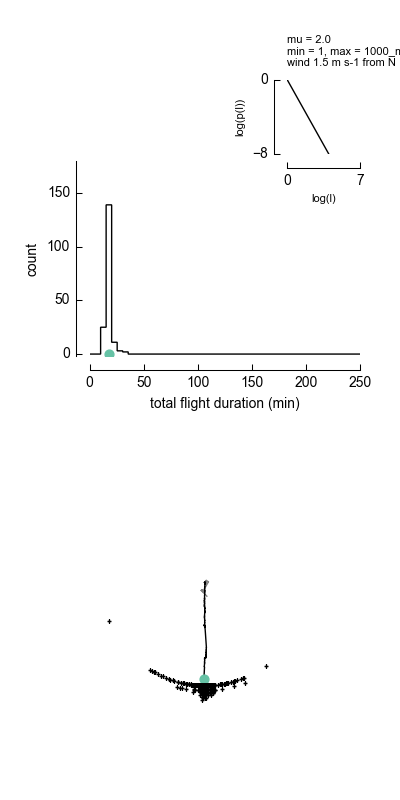 mu = 2.0
min = 1, max = 1000_m
wind 1.5 m s-1 from N
0
log(p(l))
−8
0
7
log(l)
150
100
50
0
count
0
50
100
150
200
250
total flight duration (min)